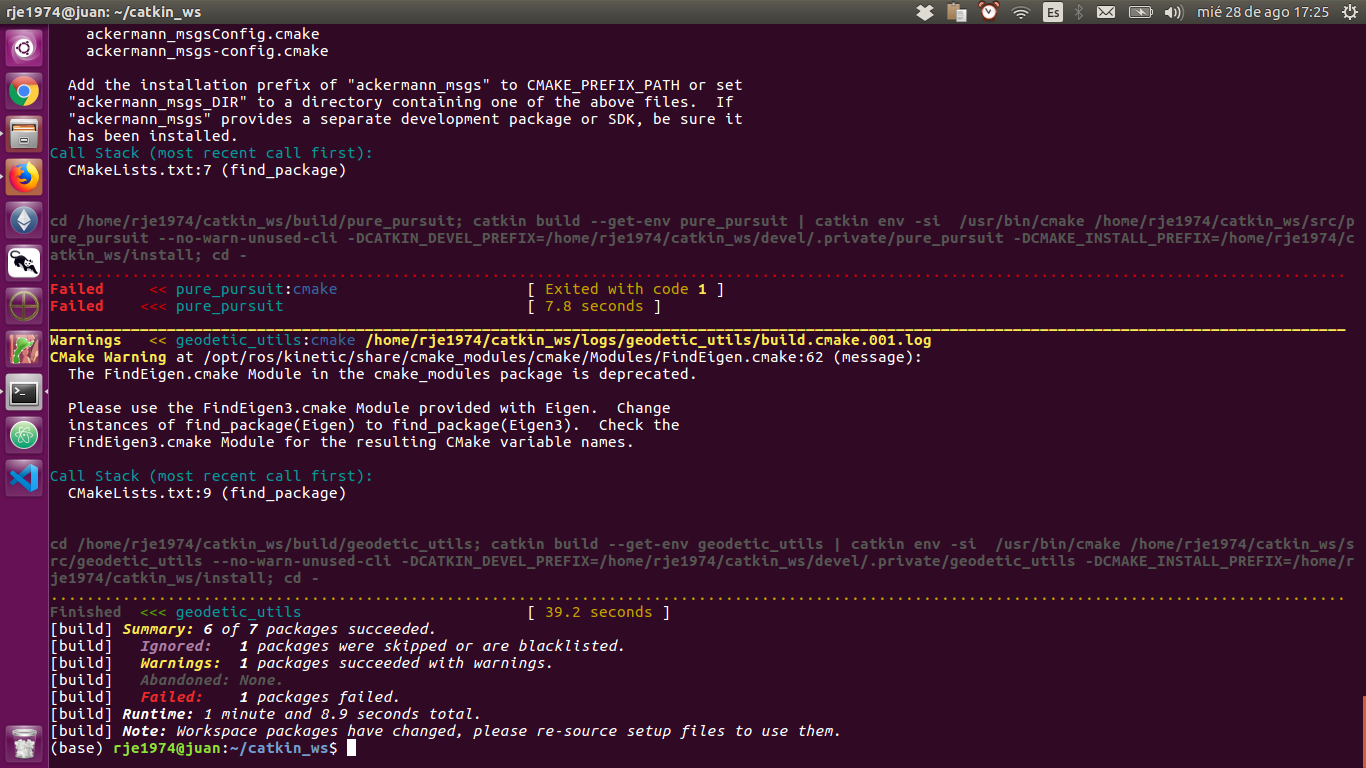 rje1974@juan: ~/catkin_ws
Es
mié 28 de ago 17:25
ackermann_msgsConfig.cmake
ackermann_msgs-config.cmake
Add the installation prefix of "ackermann_msgs" to CMAKE_PREFIX_PATH or set
"ackermann_msgs_DIR" to a directory containing one of the above files.  If
"ackermann_msgs" provides a separate development package or SDK, be sure it
has been installed.
Call Stack (most recent call first):
CMakeLists.txt:7 (find_package)
cd /home/rje1974/catkin_ws/build/pure_pursuit; catkin build --get-env pure_pursuit | catkin env -si  /usr/bin/cmake /home/rje1974/catkin_ws/src/p
ure_pursuit --no-warn-unused-cli -DCATKIN_DEVEL_PREFIX=/home/rje1974/catkin_ws/devel/.private/pure_pursuit -DCMAKE_INSTALL_PREFIX=/home/rje1974/c
atkin_ws/install; cd -
Failed     << pure_pursuit:cmake                     [ Exited with code 1 ]
Failed    <<< pure_pursuit                           [ 7.8 seconds ]
Warnings   << geodetic_utils:cmake /home/rje1974/catkin_ws/logs/geodetic_utils/build.cmake.001.log
CMake Warning at /opt/ros/kinetic/share/cmake_modules/cmake/Modules/FindEigen.cmake:62 (message):
The FindEigen.cmake Module in the cmake_modules package is deprecated.
Please use the FindEigen3.cmake Module provided with Eigen.  Change
instances of find_package(Eigen) to find_package(Eigen3).  Check the
FindEigen3.cmake Module for the resulting CMake variable names.
Call Stack (most recent call first):
CMakeLists.txt:9 (find_package)
cd /home/rje1974/catkin_ws/build/geodetic_utils; catkin build --get-env geodetic_utils | catkin env -si  /usr/bin/cmake /home/rje1974/catkin_ws/s
rc/geodetic_utils --no-warn-unused-cli -DCATKIN_DEVEL_PREFIX=/home/rje1974/catkin_ws/devel/.private/geodetic_utils -DCMAKE_INSTALL_PREFIX=/home/r
je1974/catkin_ws/install; cd -
Finished  <<< geodetic_utils                         [ 39.2 seconds ]
[build] Summary: 6 of 7 packages succeeded.
[build]   Ignored:   1 packages were skipped or are blacklisted.
[build]   Warnings:  1 packages succeeded with warnings.
[build]   Abandoned: None.
[build]   Failed:    1 packages failed.
[build] Runtime: 1 minute and 8.9 seconds total.
[build] Note: Workspace packages have changed, please re-source setup files to use them.
(base) rje1974@juan:~/catkin_ws$